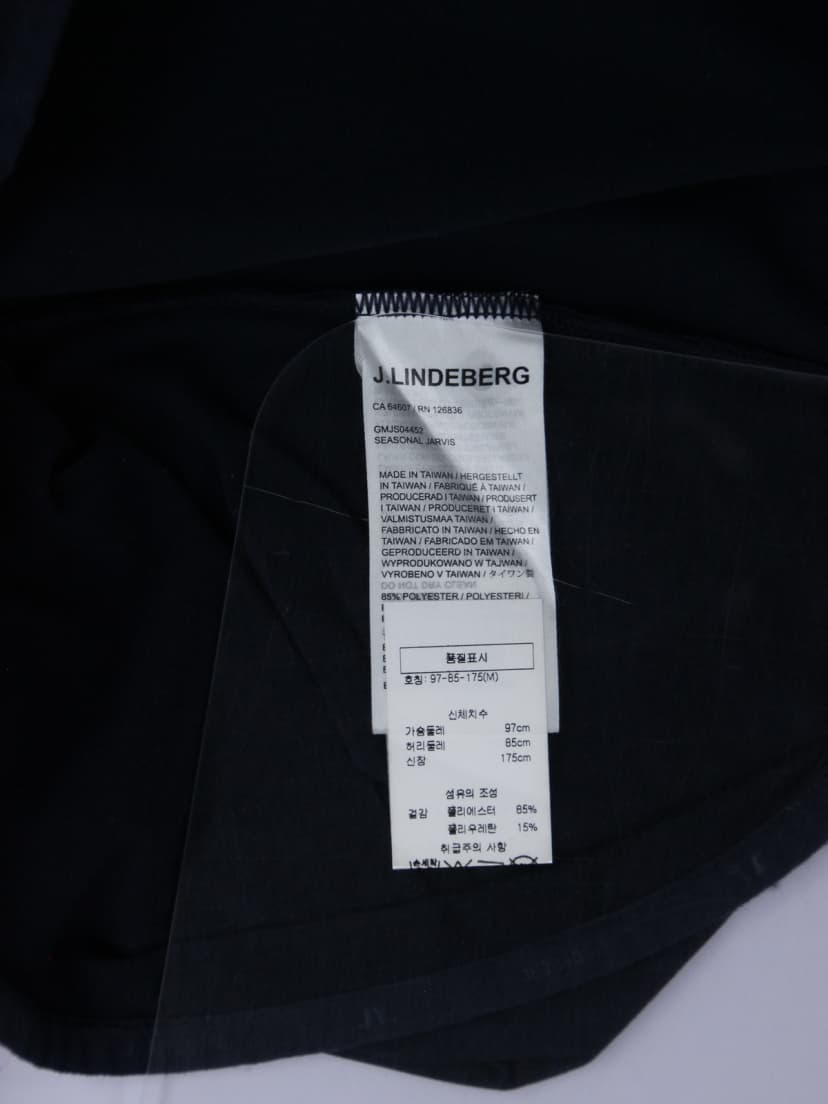 J.LINDEBERG
CA 64607 / RN 126836
GMJS04452
SEASONAL JARVIS
MADE IN TAIWAN / HERGESTELLT
IN TAIWAN / FABRIQUÉ À TAIWAN /
PRODUCERAD I TAIWAN / PRODUSERT
I TAIWAN / PRODUCERET I TAIWAN /
VALMISTUSMAA TAIWAN /
FABBRICATO IN TAIWAN / HECHO EN
TAIWAN / FABRICADO EM TAIWAN /
GEPRODUCEERD IN TAIWAN /
WYPRODUKOWANO W TAJWAN /
VYROBENO V TAIWAN / タイワン製
85% POLYESTER / POLYESTERI /
품질표시
호칭: 97-85-175(M)
신체치수
가슴둘레 97cm
허리둘레 85cm
신장 175cm
섬유의 조성
겉감 폴리에스터 85%
폴리우레탄 15%
취급주의 사항
손세탁